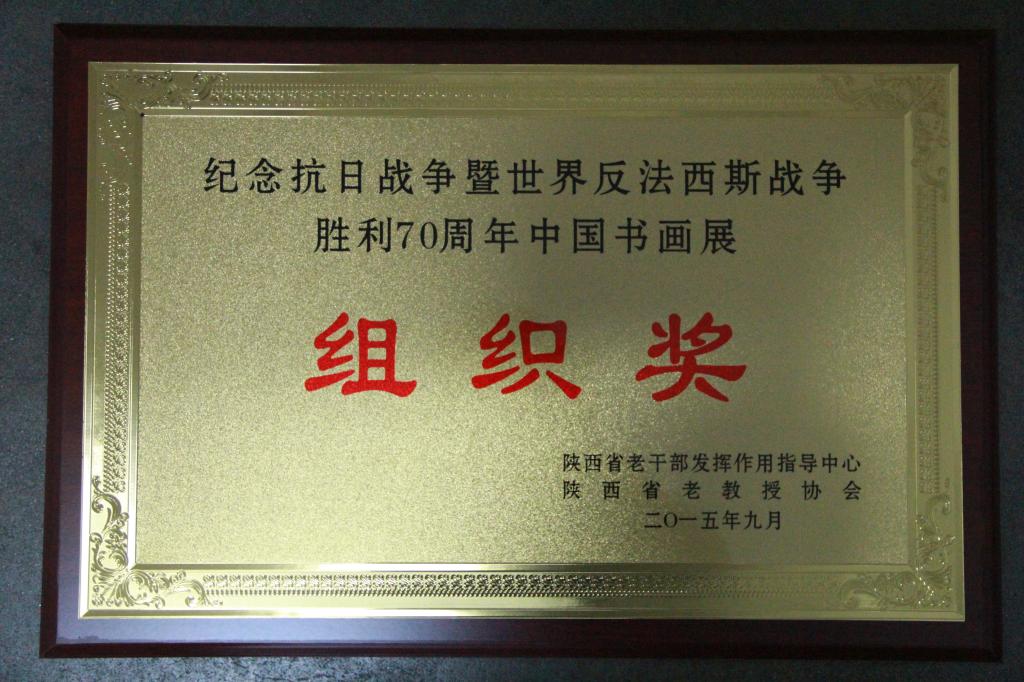 纪念抗日战争暨世界反法西斯战争
胜利70周年中国书画展
组织奖
陕西省老干部发挥作用指导中心
陕西省老教授协会
二〇一五年九月